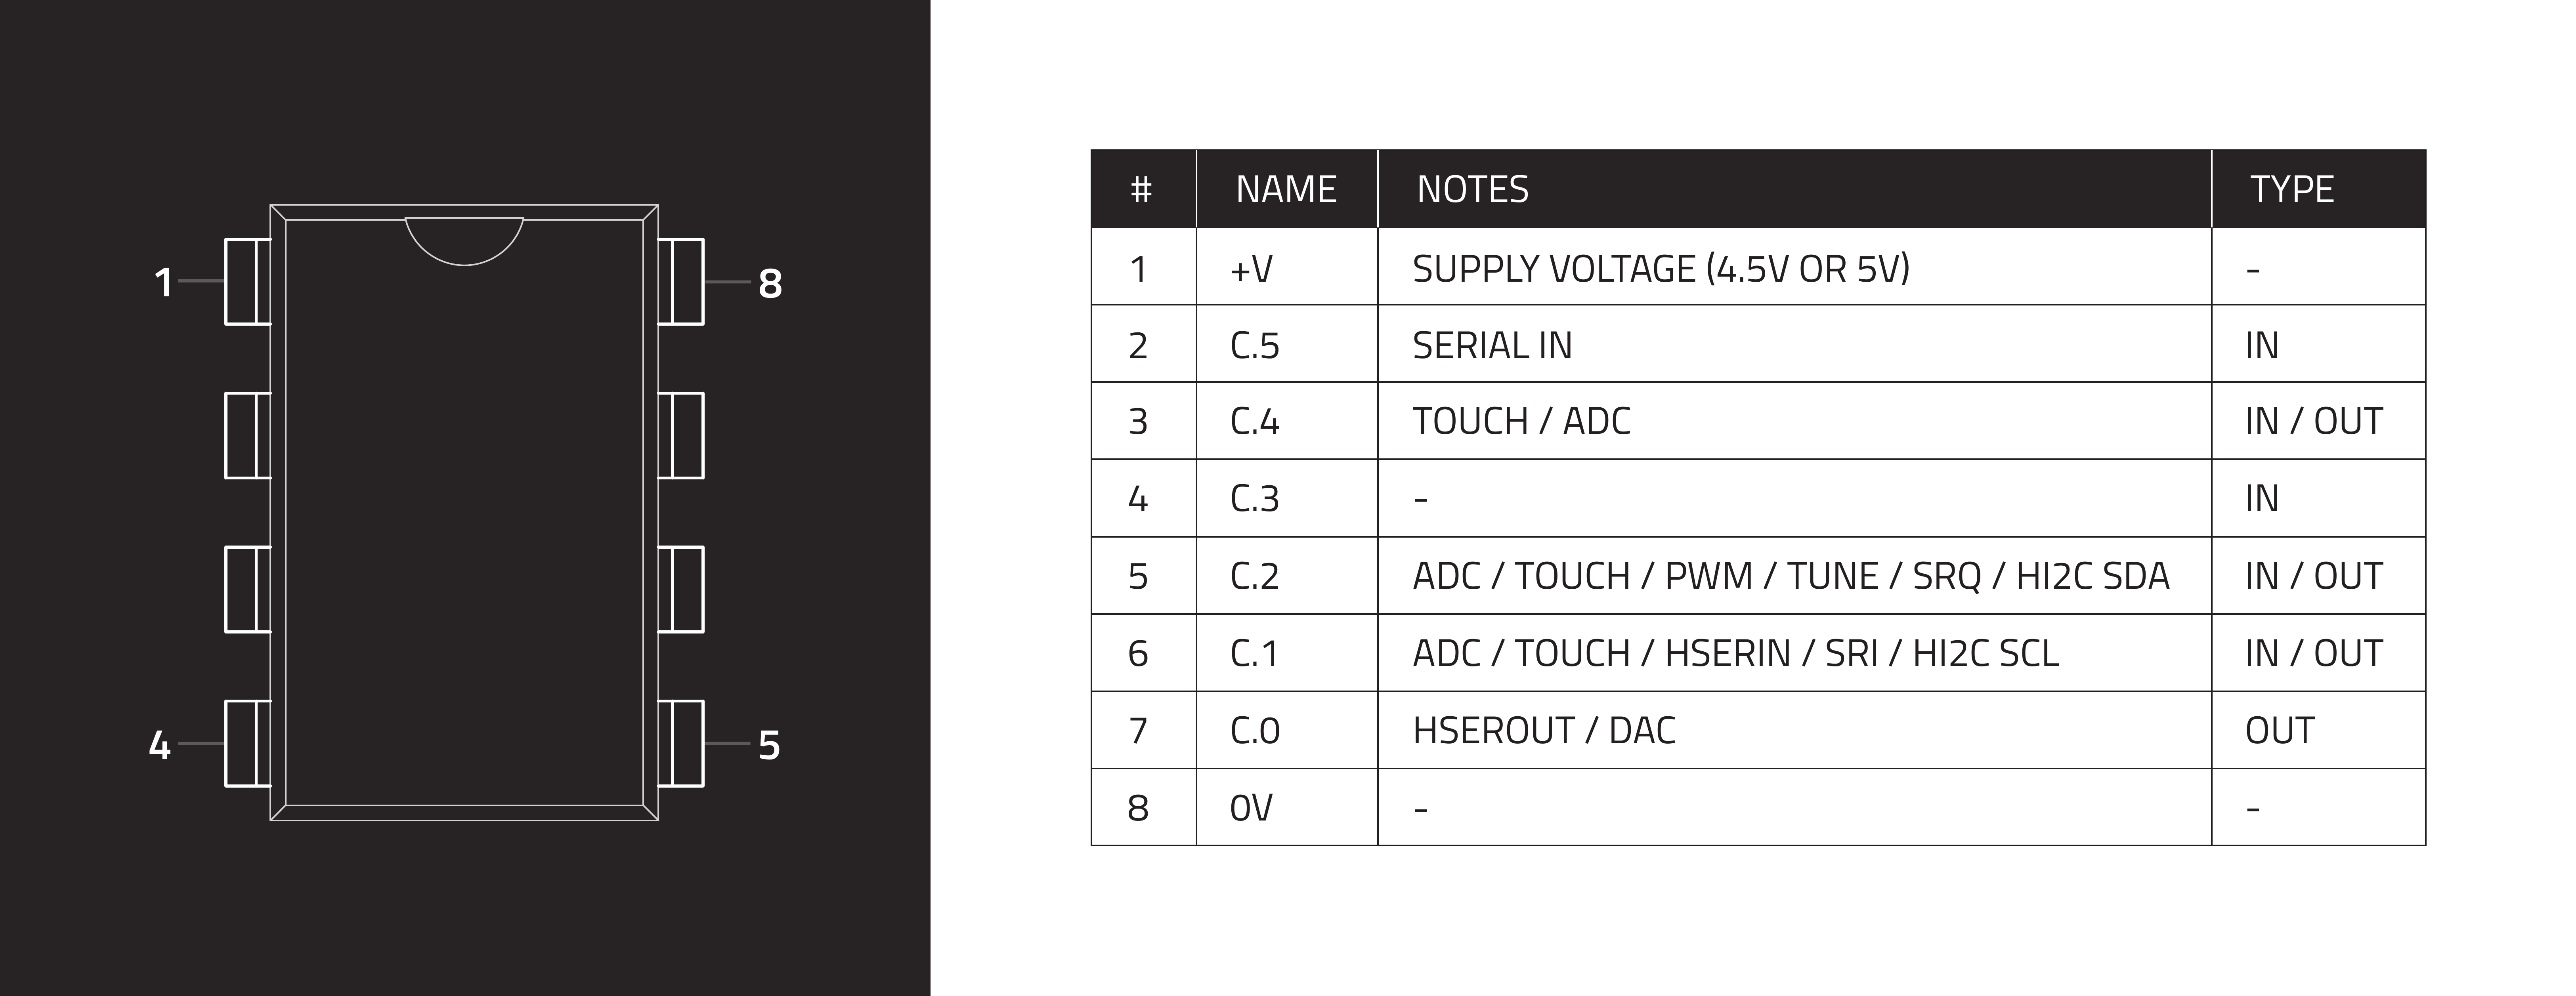 1
8
4
5
# NAME NOTES TYPE
1 +V SUPPLY VOLTAGE (4.5V OR 5V) -
2 C.5 SERIAL IN IN
3 C.4 TOUCH / ADC IN / OUT
4 C.3 - IN
5 C.2 ADC / TOUCH / PWM / TUNE / SRQ / HI2C SDA IN / OUT
6 C.1 ADC / TOUCH / HSERIN / SRI / HI2C SCL IN / OUT
7 C.0 HSEROUT / DAC OUT
8 0V - -